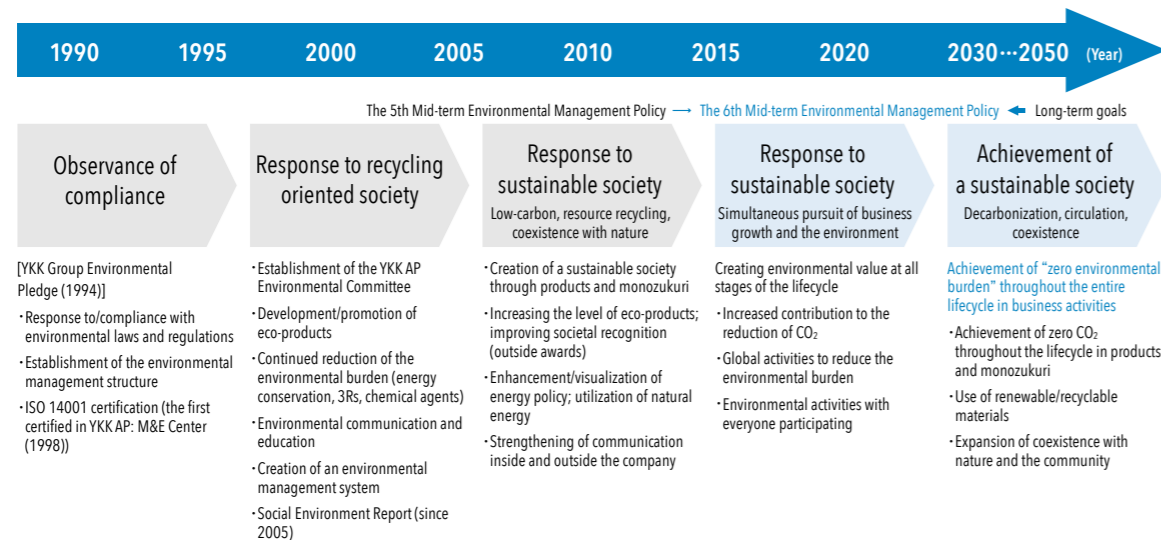 1990 1995 2000 2005 2010 2015 2020 2030···2050 (Year)
The 5th Mid-term Environmental Management Policy → The 6th Mid-term Environmental Management Policy ← Long-term goals
Observance of
compliance
[YKK Group Environmental
Pledge (1994)]
・Response to/compliance with
environmental laws and regulations
・Establishment of the environmental
management structure
・ISO 14001 certification (the first
certified in YKK AP: M&E Center
(1998))
Response to recycling
oriented society
・Establishment of the YKK AP
Environmental Committee
・Development/promotion of
eco-products
・Continued reduction of the
environmental burden (energy
conservation, 3Rs, chemical agents)
・Environmental communication and
education
・Creation of an environmental
management system
・Social Environment Report (since
2005)
Response to
sustainable society
Low-carbon, resource recycling,
coexistence with nature
・Creation of a sustainable society
through products and monozukuri
・Increasing the level of eco-products;
improving societal recognition
(outside awards)
・Enhancement/visualization of
energy policy; utilization of natural
energy
・Strengthening of communication
inside and outside the company
Response to
sustainable society
Simultaneous pursuit of business
growth and the environment
Creating environmental value at all
stages of the lifecycle
・Increased contribution to the
reduction of CO₂
・Global activities to reduce the
environmental burden
・Environmental activities with
everyone participating
Achievement of
a sustainable society
Decarbonization, circulation,
coexistence
Achievement of “zero environmental
burden” throughout the entire
lifecycle in business activities
・Achievement of zero CO₂
throughout the lifecycle in products
and monozukuri
・Use of renewable/recyclable
materials
・Expansion of coexistence with
nature and the community